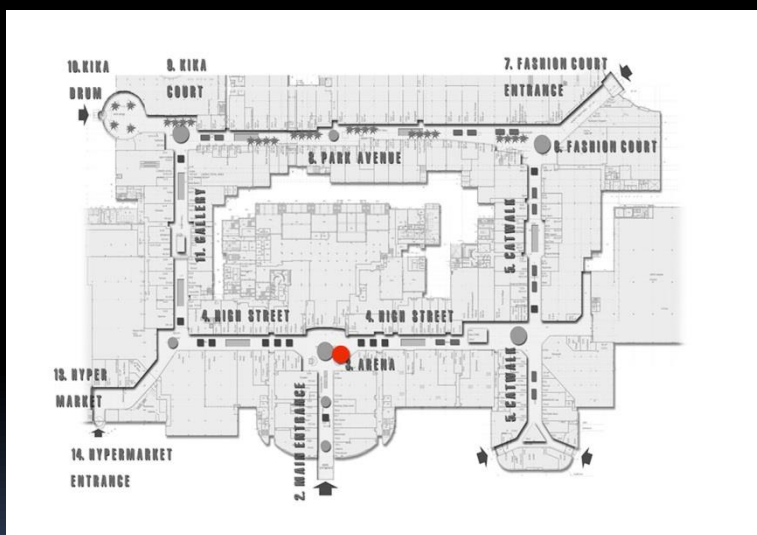 10. KIKA
DRUM
9. KIKA
COURT
7. FASHION COURT
ENTRANCE
8. PARK AVENUE
6. FASHION COURT
11. GALLERY
5. CATWALK
4. HIGH STREET
4. HIGH STREET
3. ARENA
13. HYPER
MARKET
5. CATWALK
2. MAIN ENTRANCE
14. HYPERMARKET
ENTRANCE